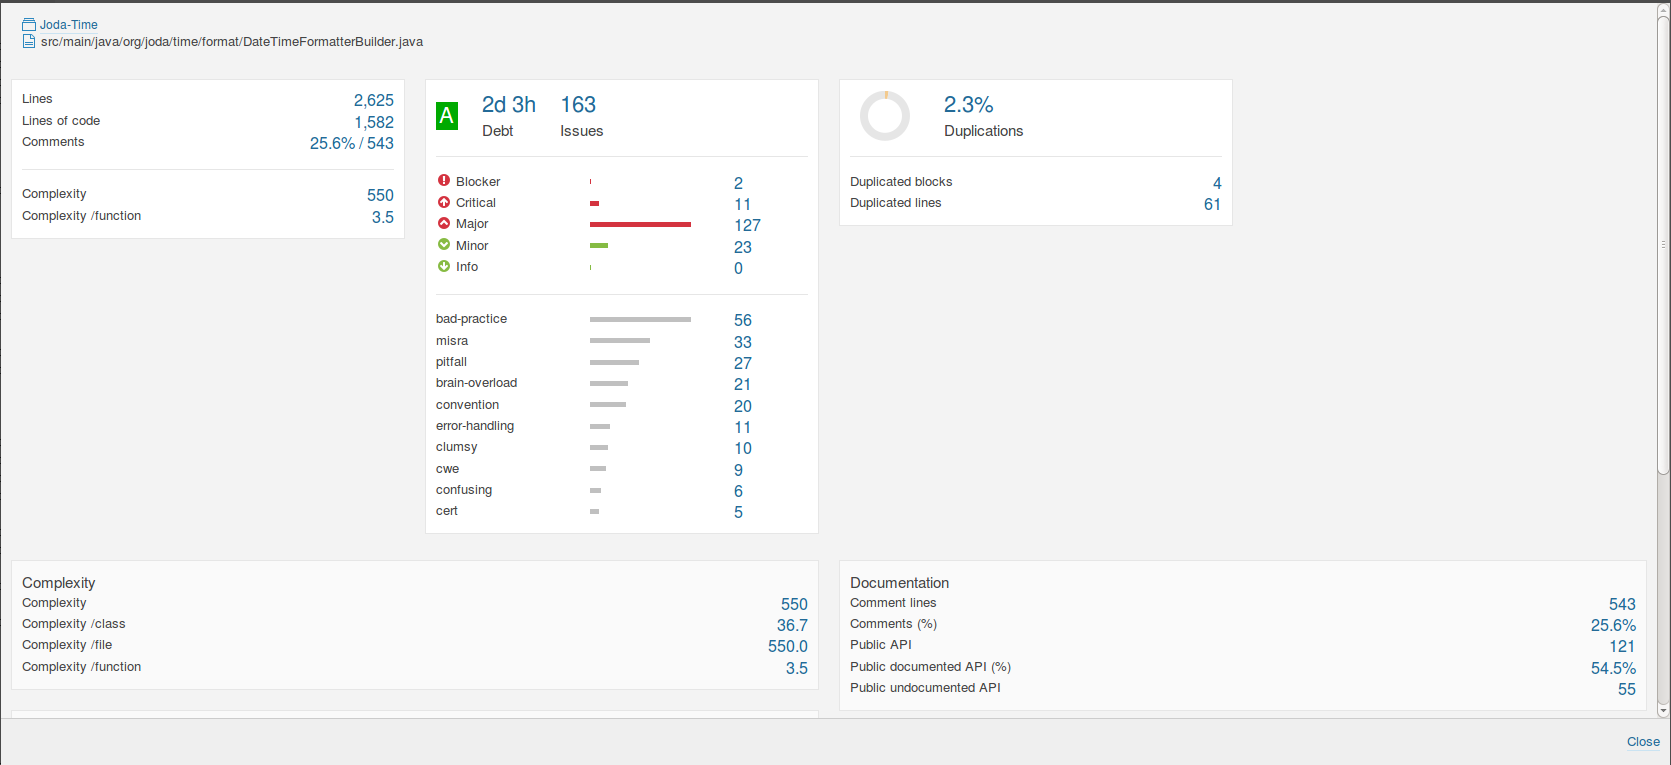 Joda-Time
src/main/java/org/joda/time/format/DateTimeFormatterBuilder.java
Lines 2,625
Lines of code 1,582
Comments 25.6% / 543
Complexity 550
Complexity /function 3.5
A 2d 3h 163
Debt Issues
Blocker 2
Critical 11
Major 127
Minor 23
Info 0
bad-practice 56
misra 33
pitfall 27
brain-overload 21
convention 20
error-handling 11
clumsy 10
cwe 9
confusing 6
cert 5
2.3%
Duplications
Duplicated blocks 4
Duplicated lines 61
Complexity
Complexity 550
Complexity /class 36.7
Complexity /file 550.0
Complexity /function 3.5
Documentation
Comment lines 543
Comments (%) 25.6%
Public API 121
Public documented API (%) 54.5%
Public undocumented API 55
Close